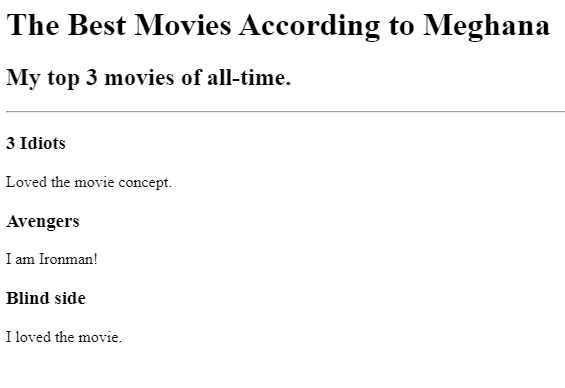 The Best Movies According to Meghana
My top 3 movies of all-time.
3 Idiots
Loved the movie concept.
Avengers
I am Ironman!
Blind side
I loved the movie.